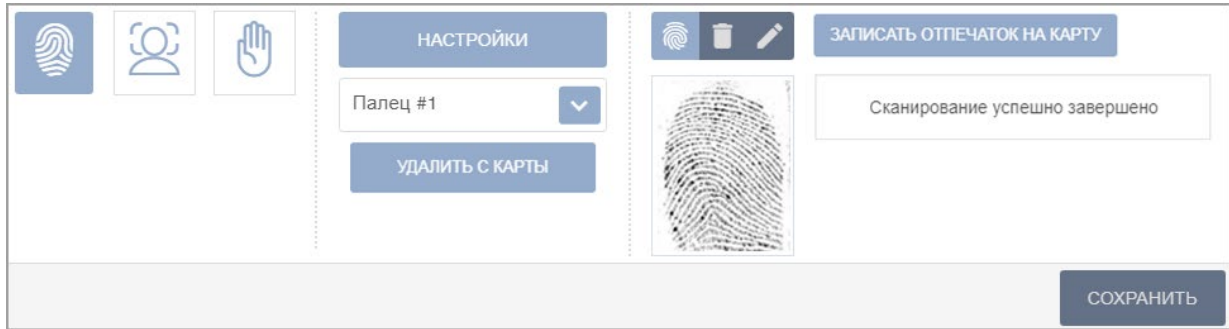 НАСТРОЙКИ
Палец #1
УДАЛИТЬ С КАРТЫ
ЗАПИСАТЬ ОТПЕЧАТОК НА КАРТУ
Сканирование успешно завершено
СОХРАНИТЬ